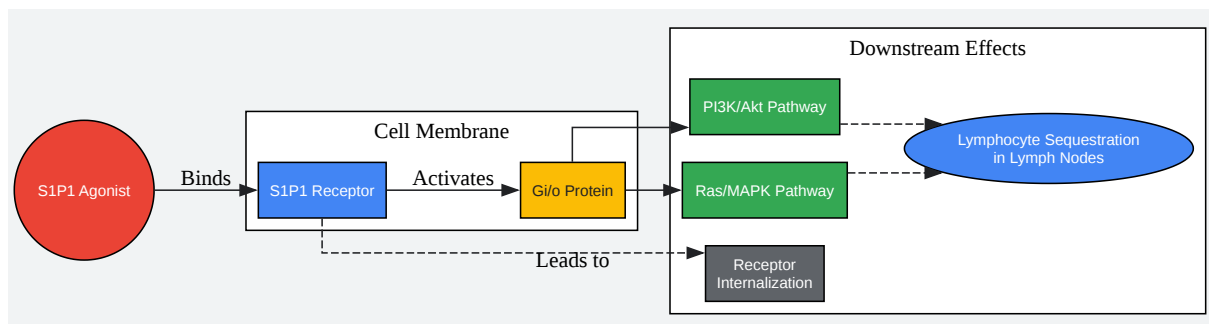 Downstream Effects
PI3K/Akt Pathway
Cell Membrane
Lymphocyte Sequestration
in Lymph Nodes
S1P1 Agonist
Binds
S1P1 Receptor
Activates
Gi/o Protein
Ras/MAPK Pathway
Leads to
Receptor
Internalization